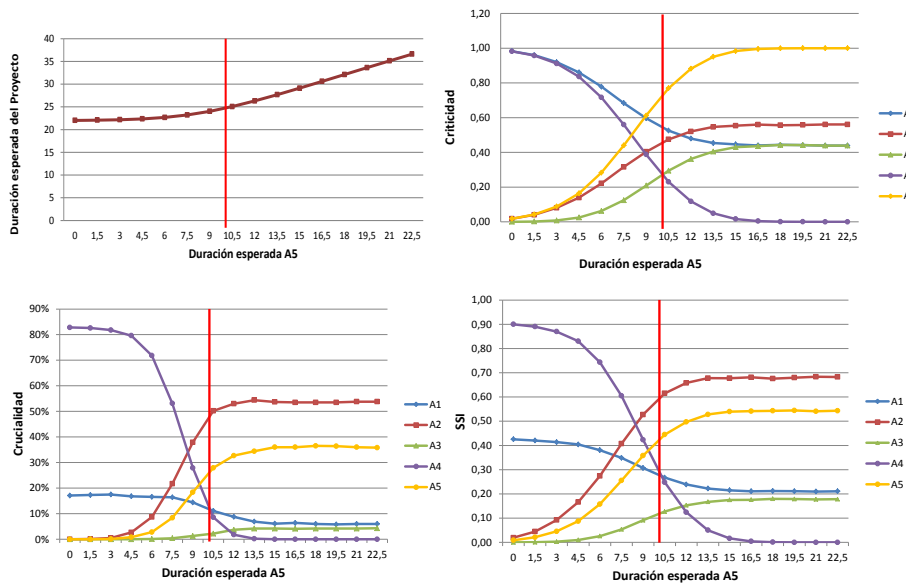 Duración esperada del Proyecto
40
35
30
25
20
15
10
5
0
0 1,5 3 4,5 6 7,5 9 10,5 12 13,5 15 16,5 18 19,5 21 22,5
Duración esperada A5
Criticidad
1,20
1,00
0,80
0,60
0,40
0,20
0,00
0 1,5 3 4,5 6 7,5 9 10,5 12 13,5 15 16,5 18 19,5 21 22,5
Duración esperada A5
A
A
A
A
A
Crucialidad
90%
80%
70%
60%
50%
40%
30%
20%
10%
0%
0 1,5 3 4,5 6 7,5 9 10,5 12 13,5 15 16,5 18 19,5 21 22,5
Duración esperada A5
A1
A2
A3
A4
A5
SSI
1,00
0,90
0,80
0,70
0,60
0,50
0,40
0,30
0,20
0,10
0,00
0 1,5 3 4,5 6 7,5 9 10,5 12 13,5 15 16,5 18 19,5 21 22,5
Duración esperada A5
A1
A2
A3
A4
A5